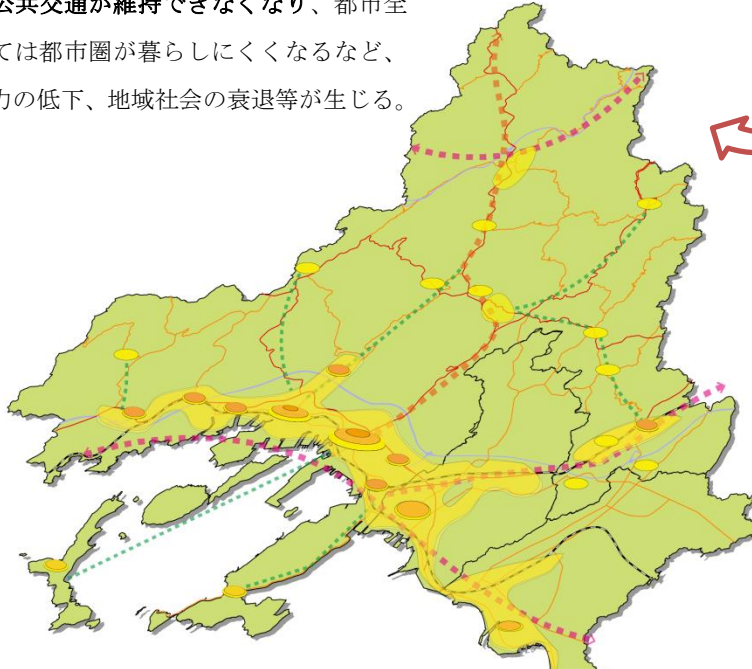 公共交通が維持できなくなり、都市全
ては都市圏が暮らしにくくなるなど、
力の低下、地域社会の衰退等が生じる。